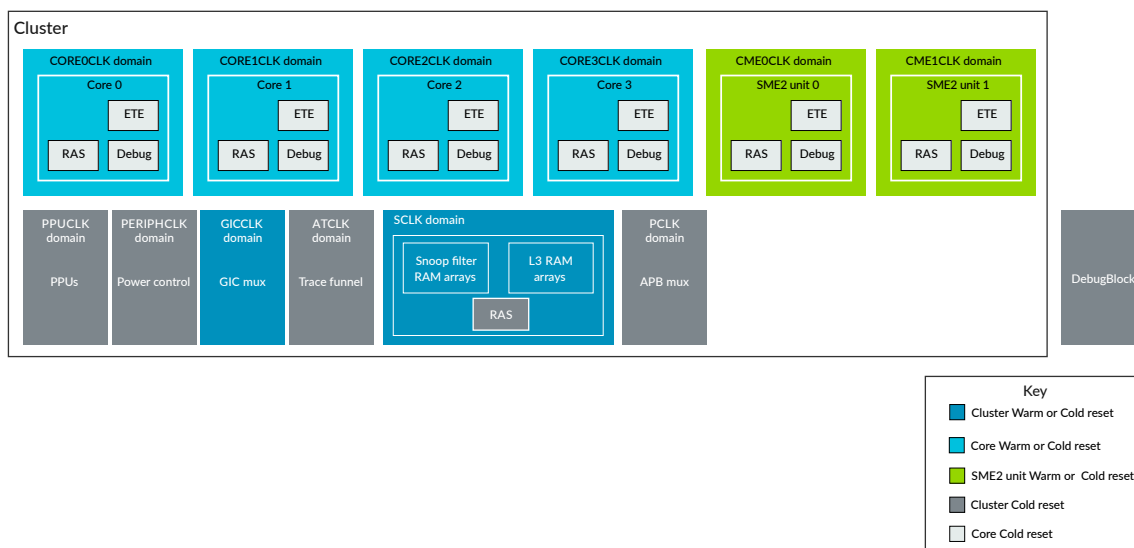 Cluster
CORE0CLK domain
Core 0
ETE
RAS
Debug
CORE1CLK domain
Core 1
ETE
RAS
Debug
CORE2CLK domain
Core 2
ETE
RAS
Debug
CORE3CLK domain
Core 3
ETE
RAS
Debug
CME0CLK domain
SME2 unit 0
ETE
RAS
Debug
CME1CLK domain
SME2 unit 1
ETE
RAS
Debug
PPUCLK
domain
PPUs
PERIPHCLK
domain
Power control
GICCLK
domain
GIC mux
ATCLK
domain
Trace funnel
SCLK domain
Snoop filter
RAM arrays
L3 RAM
arrays
RAS
PCLK
domain
APB mux
DebugBlock
Key
Cluster Warm or Cold reset
Core Warm or Cold reset
SME2 unit Warm or Cold reset
Cluster Cold reset
Core Cold reset